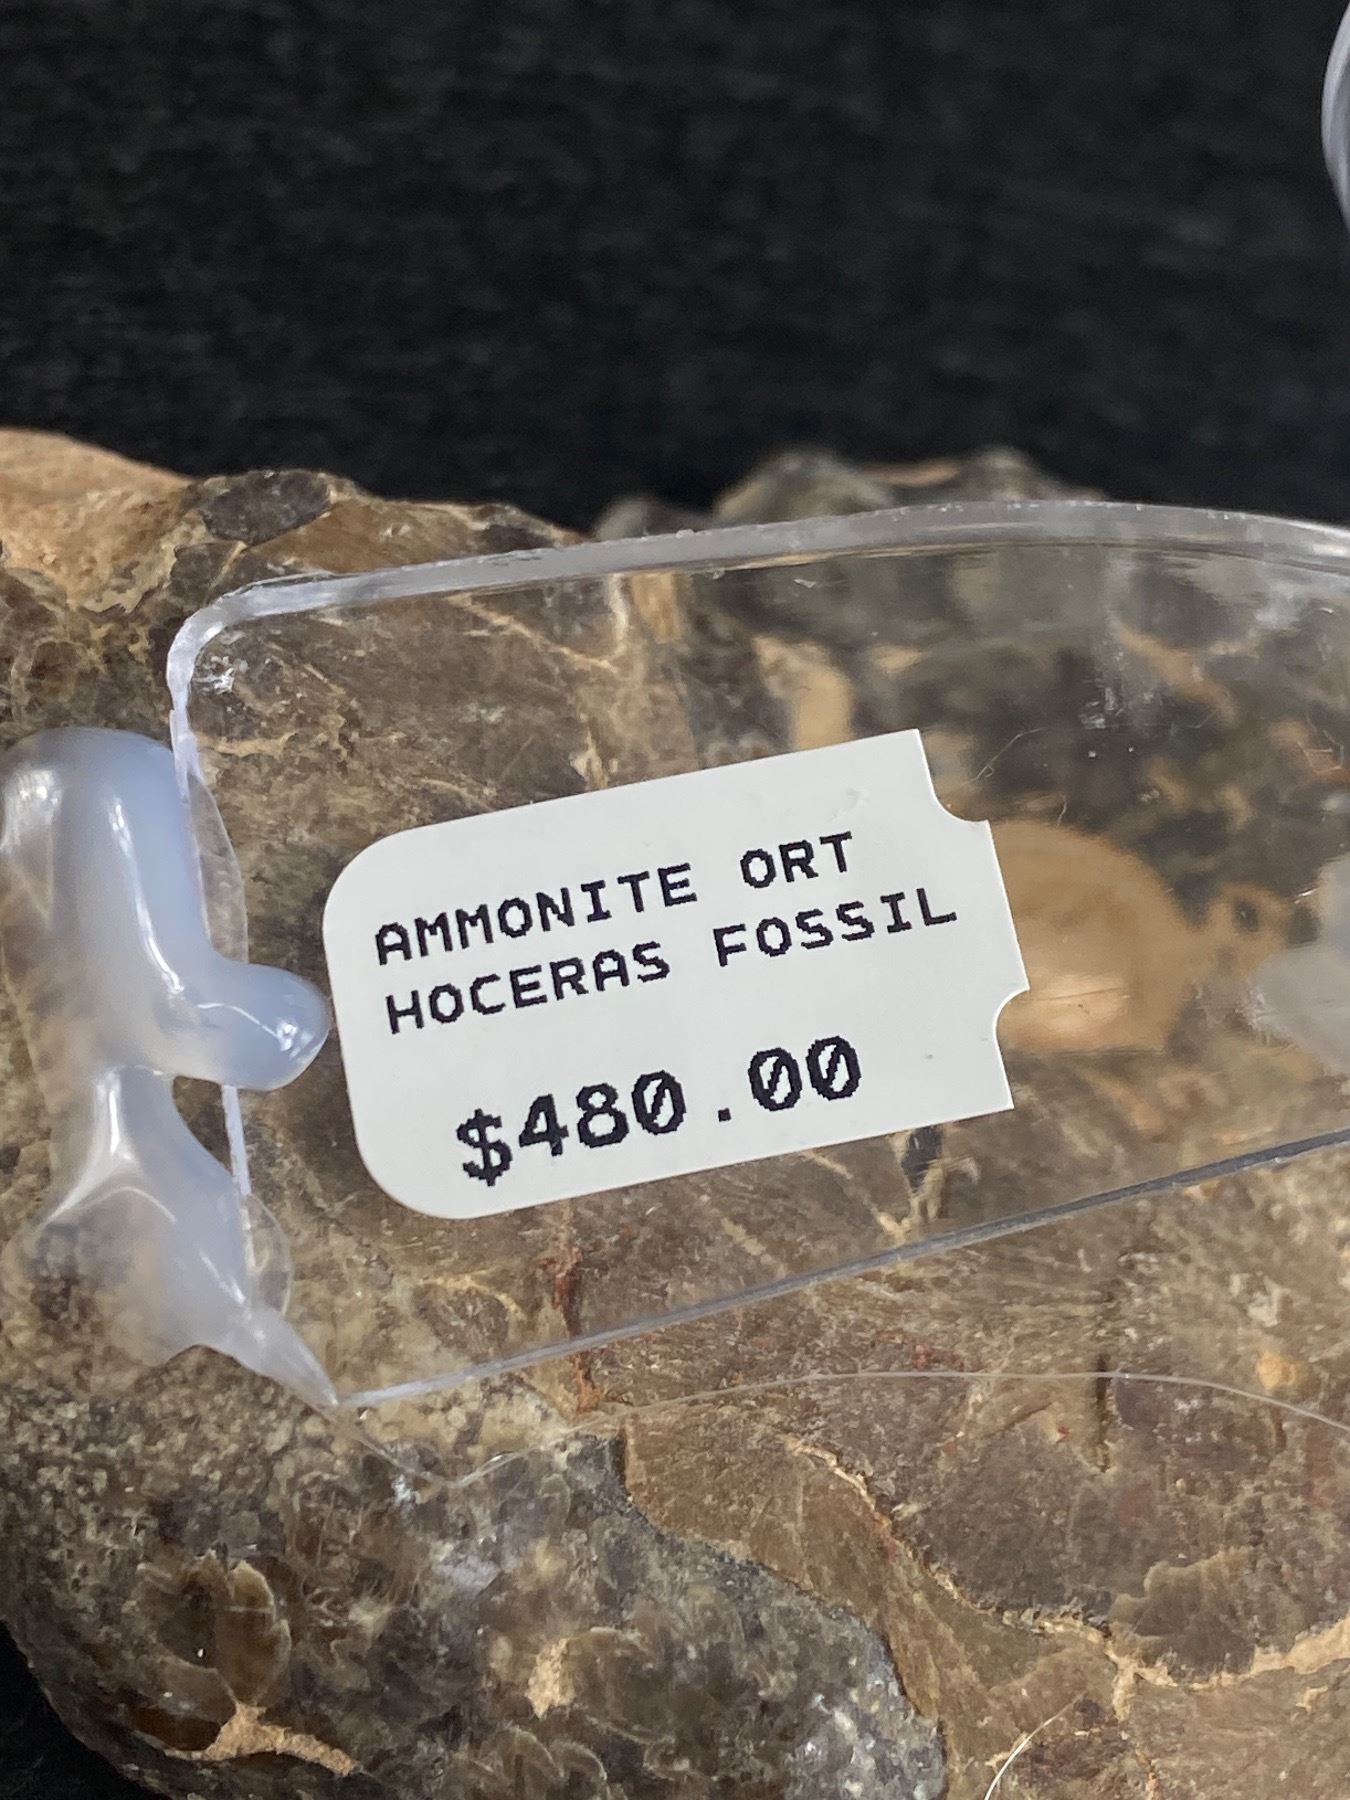 AMMONITE ORT
HOCERAS FOSSIL
$480.00